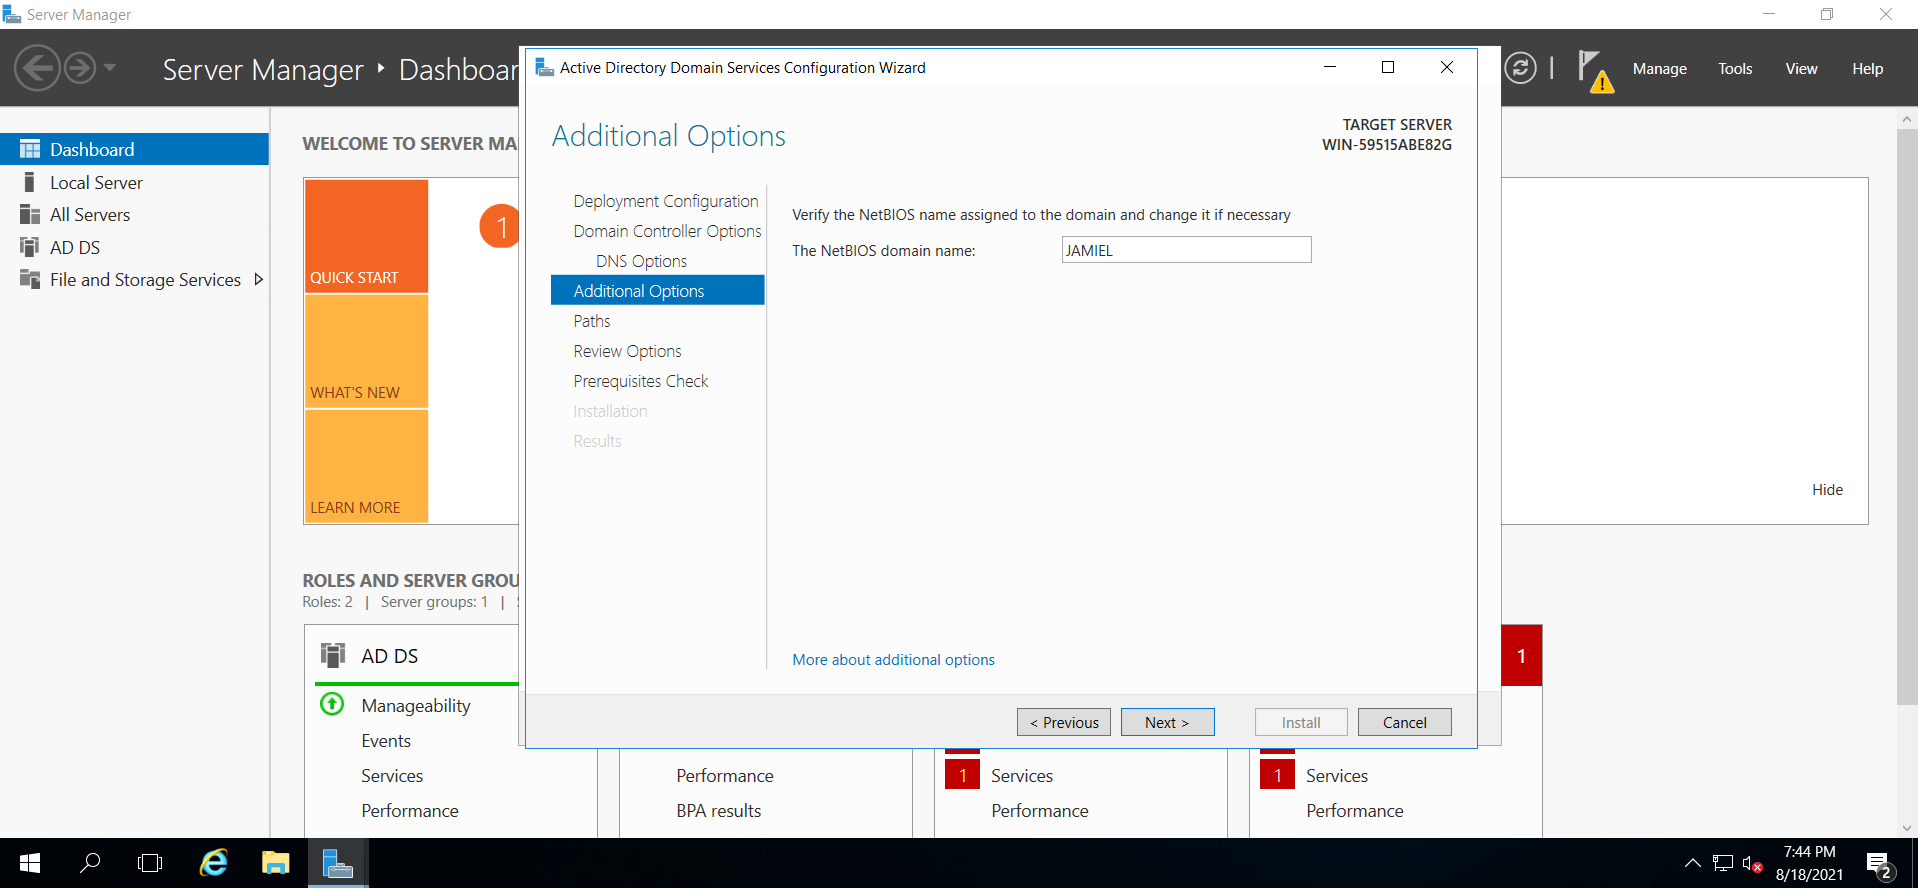 Server Manager
Server Manager ‣ Dashboar
Manage Tools View Help
Dashboard
Local Server
All Servers
AD DS
File and Storage Services
WELCOME TO SERVER MA
QUICK START
WHAT'S NEW
LEARN MORE
1
Hide
ROLES AND SERVER GROU
Roles: 2 | Server groups: 1 |
AD DS
Manageability
Events
Services
Performance
Performance
BPA results
1 Services
Performance
1
1 Services
Performance
Active Directory Domain Services Configuration Wizard
Additional Options
TARGET SERVER
WIN-59515ABE82G
Deployment Configuration
Domain Controller Options
DNS Options
Additional Options
Paths
Review Options
Prerequisites Check
Installation
Results
Verify the NetBIOS name assigned to the domain and change it if necessary
The NetBIOS domain name: JAMIEL
More about additional options
< Previous Next > Install Cancel
7:44 PM
8/18/2021
2